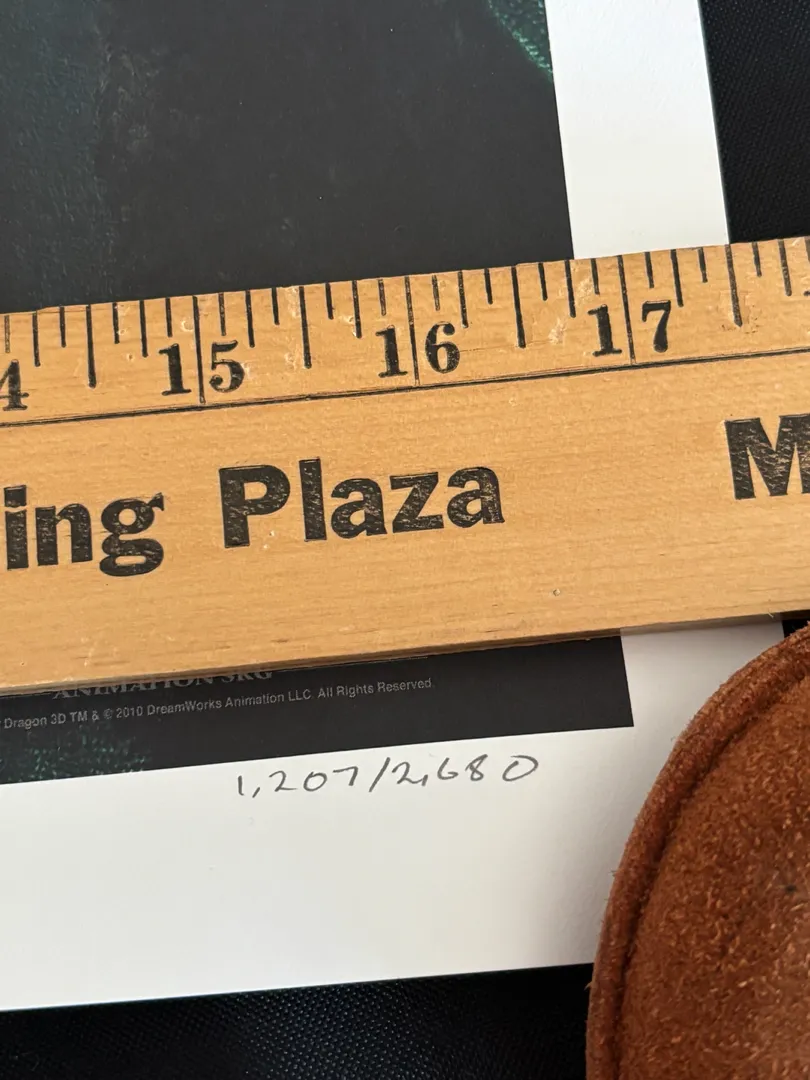 4 15 16 17
ing Plaza M
ANIMATION SKG
Dragon 3D TM & © 2010 DreamWorks Animation LLC. All Rights Reserved.
1,207/2,680